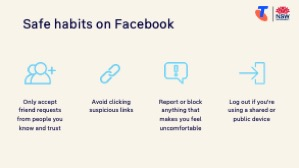 Safe habits on Facebook
NSW
Only accept
friend requests
from people you
know and trust
Avoid clicking
suspicious links
Report or block
anything that
makes you feel
uncomfortable
Log out if you're
using a shared or
public device